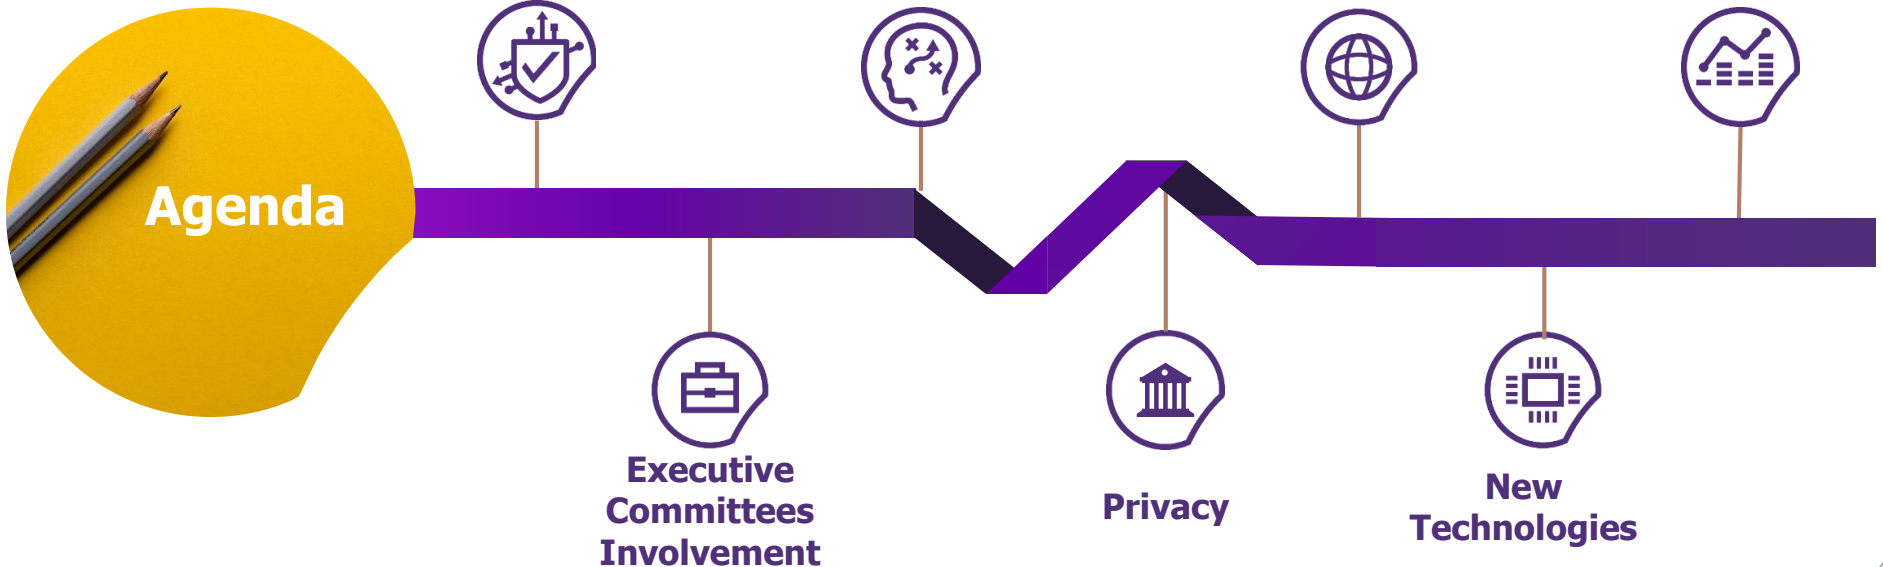 Agenda
Executive
Committees
Involvement
Privacy
New
Technologies